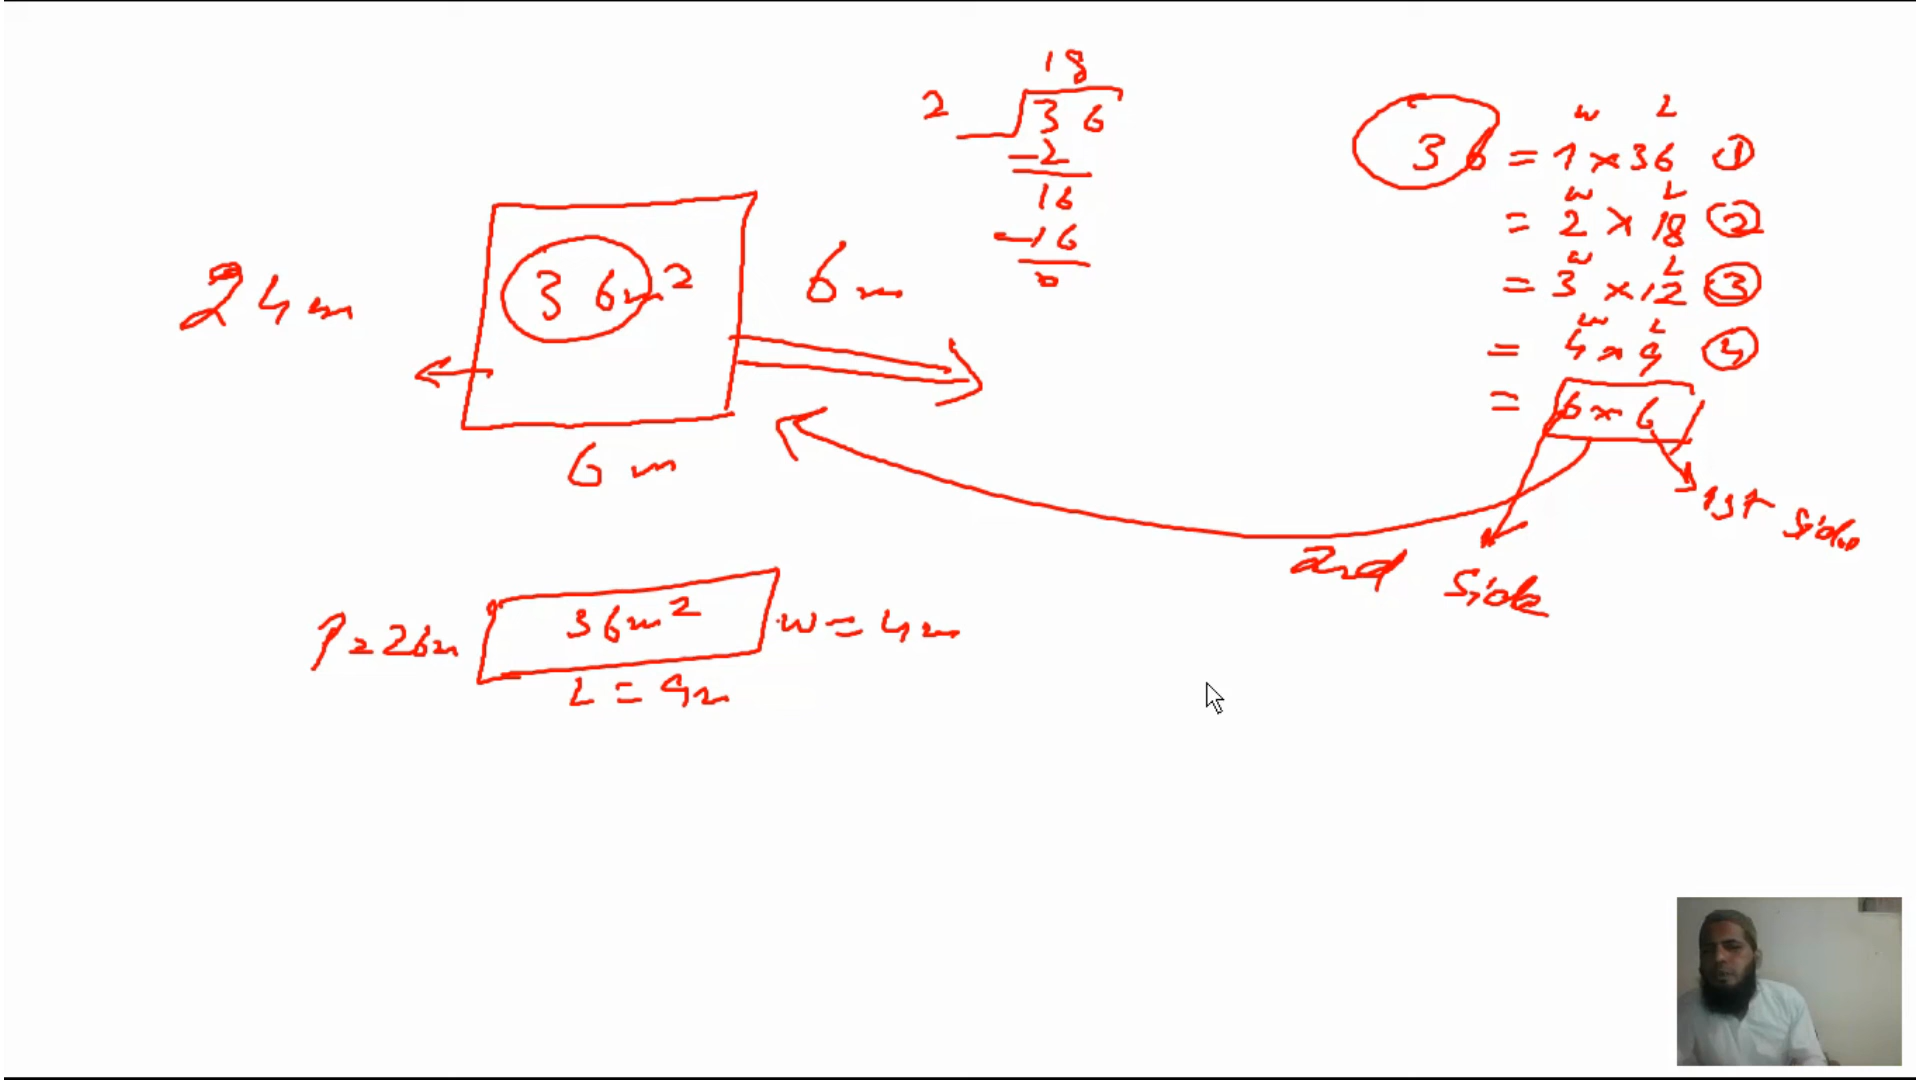 18
2 36
-2
16
-16
0
W L
36 = 1 × 36 ①
W L
= 2 × 18 ②
W L
= 3 × 12 ③
W L
= 4 × 9 ④
= 6 × 6
1st side
2nd side
24m
36m²
6m
6m
P = 26m
36m²
W = 4m
L = 9m